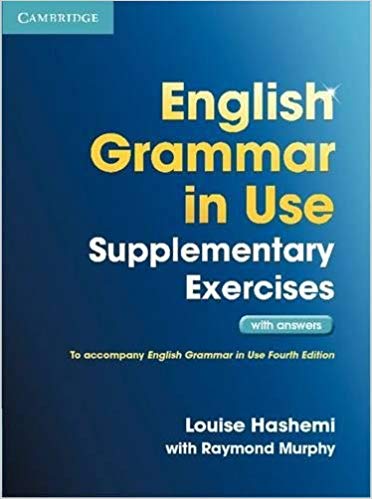 CAMBRIDGE
English
Grammar
in Use
Supplementary
Exercises
with answers
To accompany English Grammar in Use Fourth Edition
Louise Hashemi
with Raymond Murphy